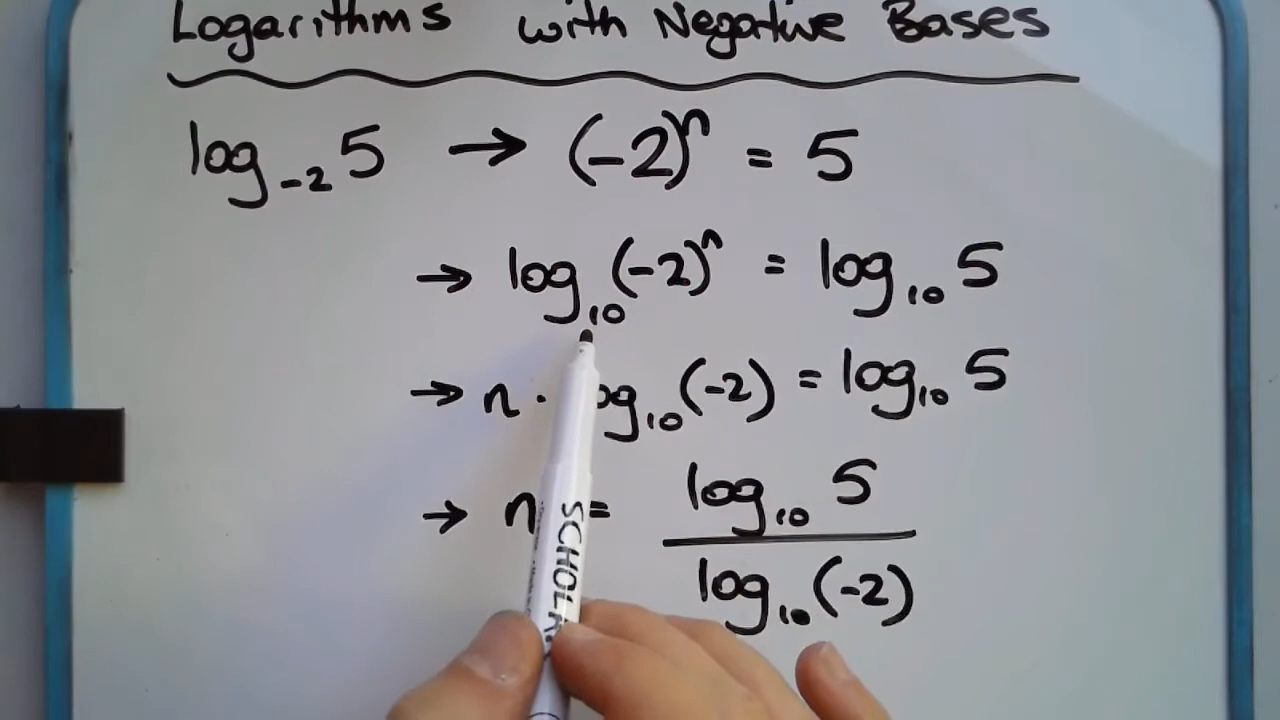 Logarithms with Negative Bases
log₋₂ 5 → (-2)ⁿ = 5
→ log₁₀ (-2)ⁿ = log₁₀ 5
→ n · log₁₀ (-2) = log₁₀ 5
→ n = log₁₀ 5
log₁₀ (-2)